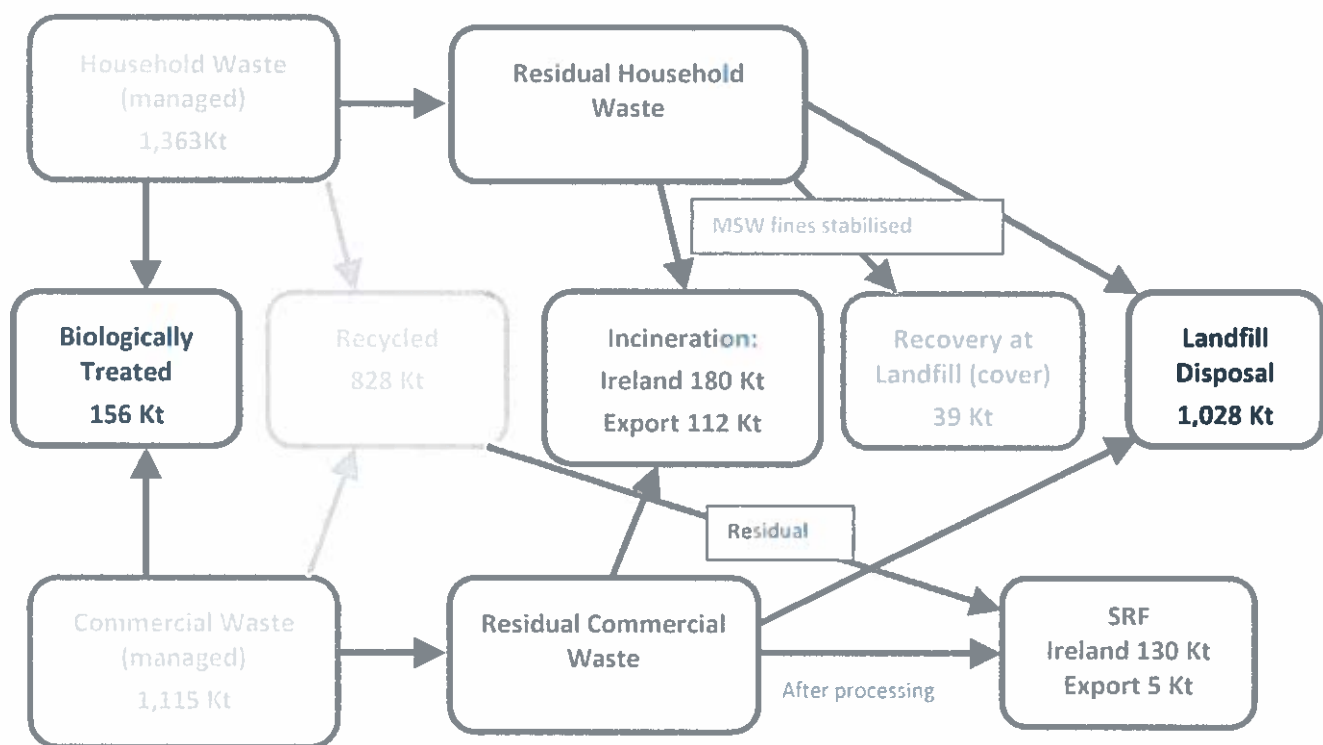 Household Waste
(managed)
1,363Kt
Residual Household
Waste
MSW fines stabilised
Biologically
Treated
156 Kt
Recycled
828 Kt
Incineration:
Ireland 180 Kt
Export 112 Kt
Recovery at
Landfill (cover)
39 Kt
Landfill
Disposal
1,028 Kt
Residual
Commercial Waste
(managed)
1,115 Kt
Residual Commercial
Waste
After processing
SRF
Ireland 130 Kt
Export 5 Kt